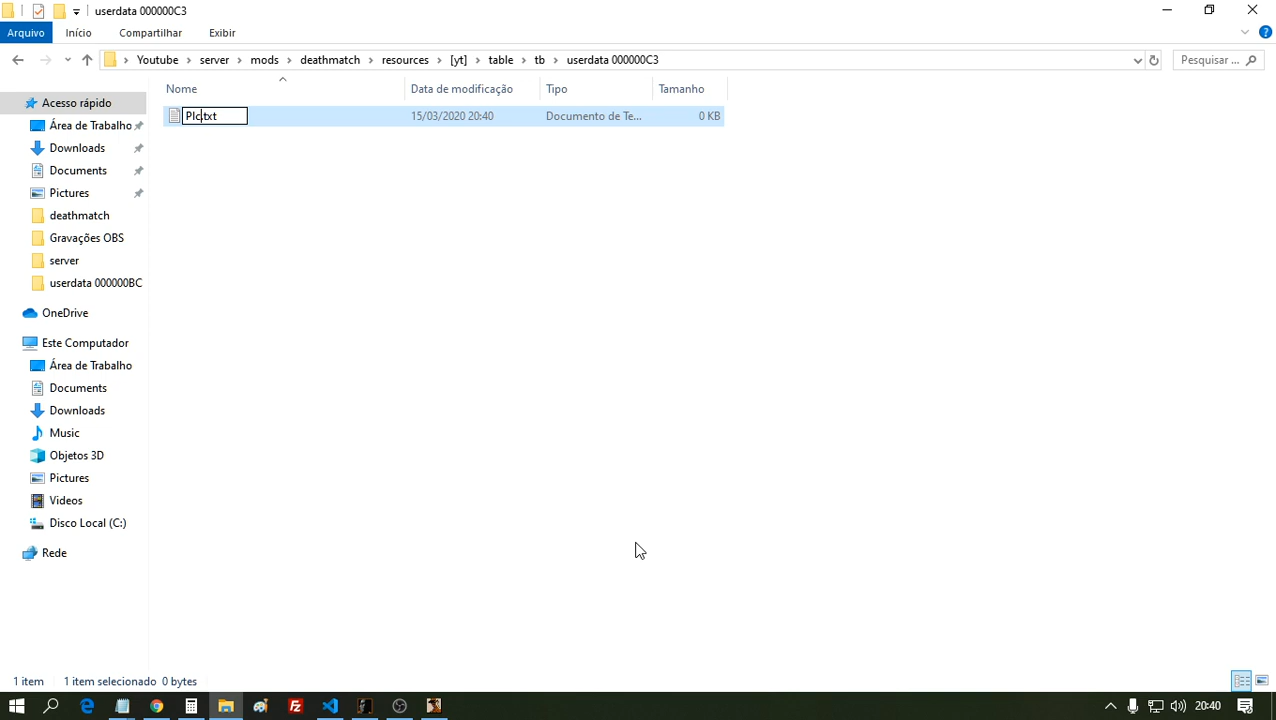 userdata 000000C3
Arquivo Início Compartilhar Exibir
Youtube server mods deathmatch resources [yt] table tb userdata 000000C3 Pesquisar ...
Nome Data de modificação Tipo Tamanho
Plc.txt 15/03/2020 20:40 Documento de Te... 0 KB
Acesso rápido
Área de Trabalho
Downloads
Documents
Pictures
deathmatch
Gravações OBS
server
userdata 000000BC
OneDrive
Este Computador
Área de Trabalho
Documents
Downloads
Music
Objetos 3D
Pictures
Videos
Disco Local (C:)
Rede
1 item 1 item selecionado 0 bytes
20:40